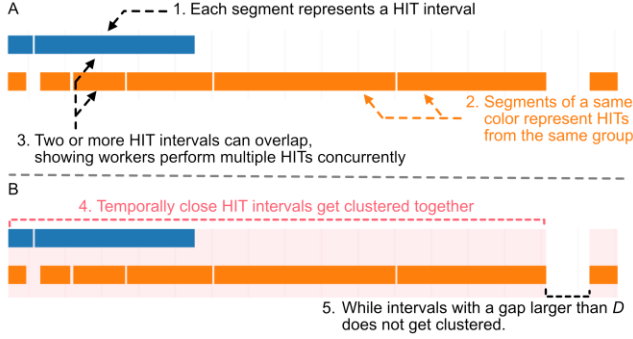 A
1. Each segment represents a HIT interval
2. Segments of a same
color represent HITs
from the same group
3. Two or more HIT intervals can overlap,
showing workers perform multiple HITs concurrently
B
4. Temporally close HIT intervals get clustered together
5. While intervals with a gap larger than D
does not get clustered.